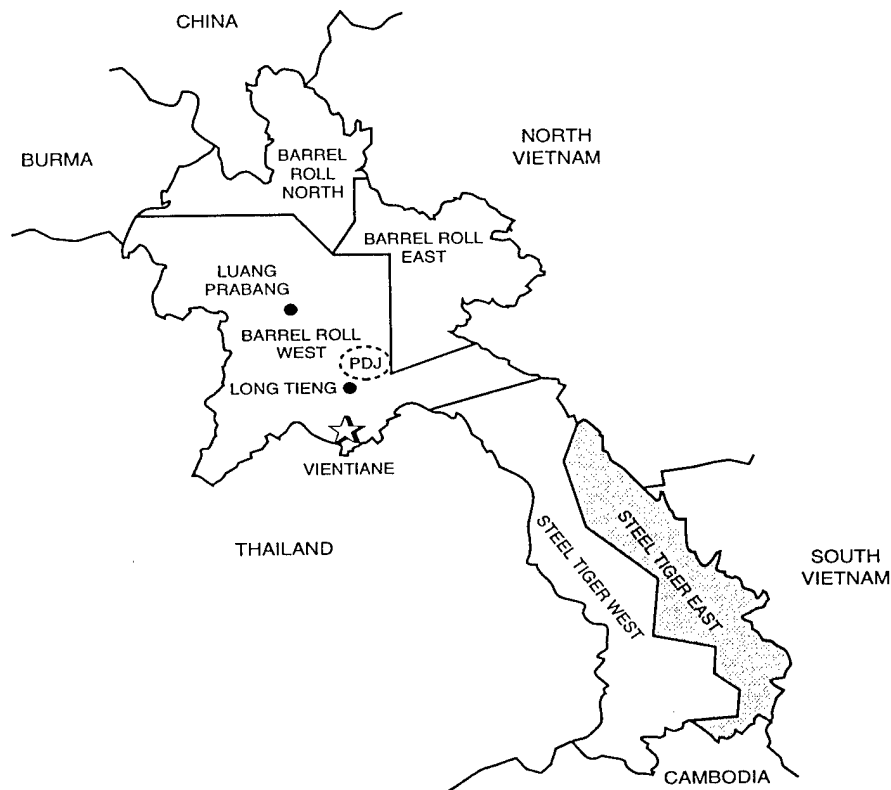 CHINA
BURMA
NORTH
VIETNAM
BARREL
ROLL
NORTH
BARREL ROLL
EAST
LUANG
PRABANG
BARREL ROLL
WEST
PDJ
LONG TIENG
VIENTIANE
THAILAND
STEEL TIGER WEST
STEEL TIGER EAST
SOUTH
VIETNAM
CAMBODIA